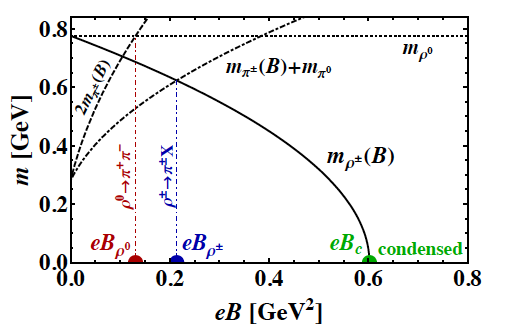 m [GeV]
0.8
0.6
0.4
0.2
0.0
0.0
0.2
0.4
0.6
0.8
eB [GeV²]
2m_π±(B)
m_π±(B)+m_π⁰
m_ρ⁰
m_ρ±(B)
ρ⁰→π⁺π⁻
ρ±→π±X
eB_ρ⁰
eB_ρ±
eB_c
condensed